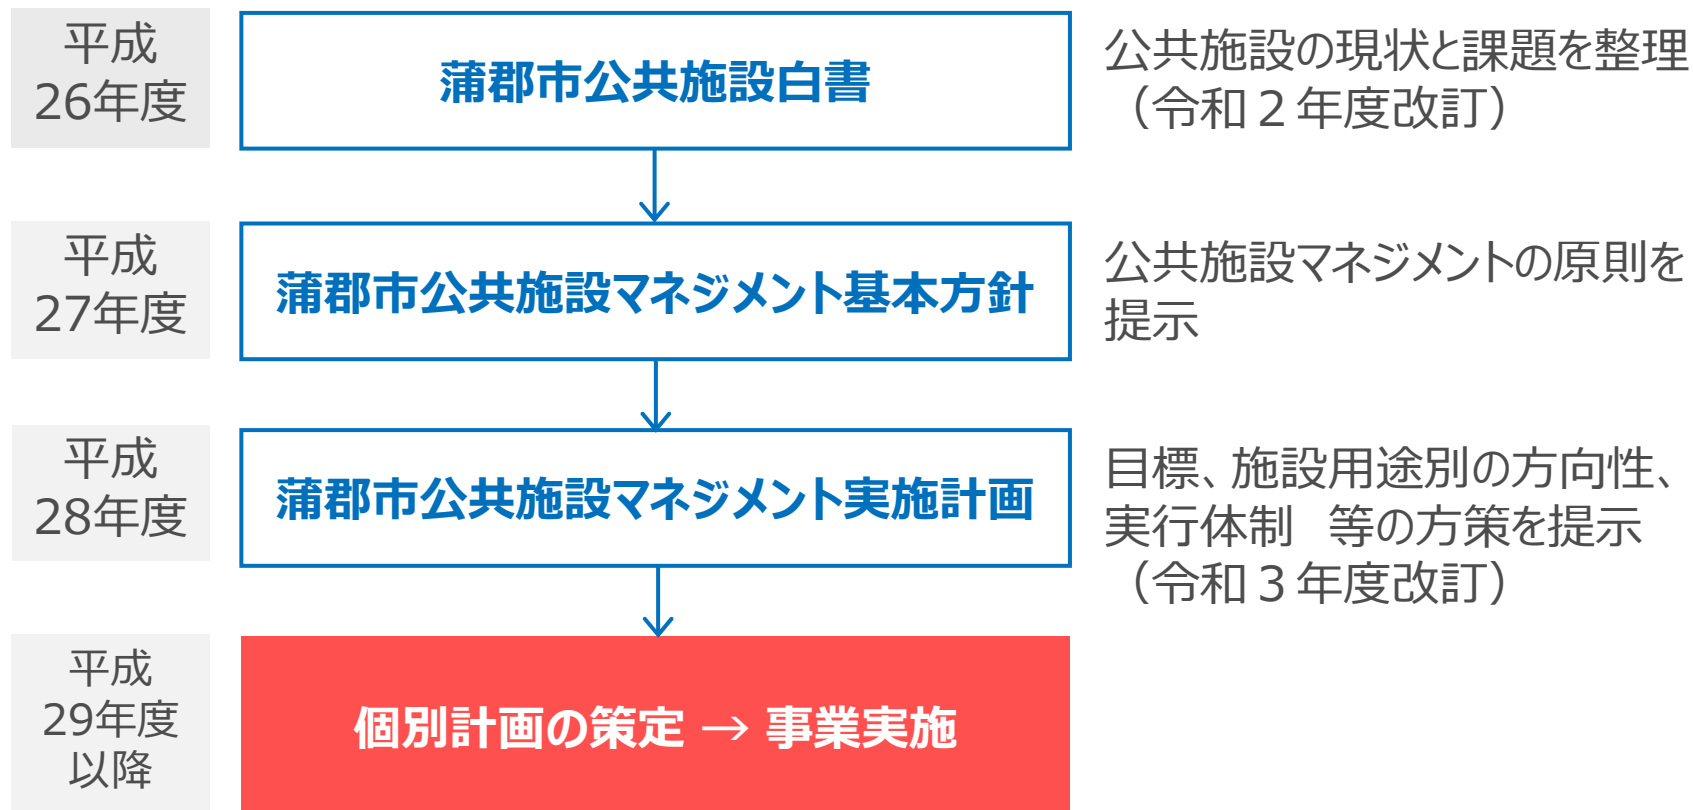 平成
26年度
蒲郡市公共施設白書
公共施設の現状と課題を整理
（令和２年度改訂）
平成
27年度
蒲郡市公共施設マネジメント基本方針
公共施設マネジメントの原則を
提示
平成
28年度
蒲郡市公共施設マネジメント実施計画
目標、施設用途別の方向性、
実行体制　等の方策を提示
（令和３年度改訂）
平成
29年度
以降
個別計画の策定 → 事業実施